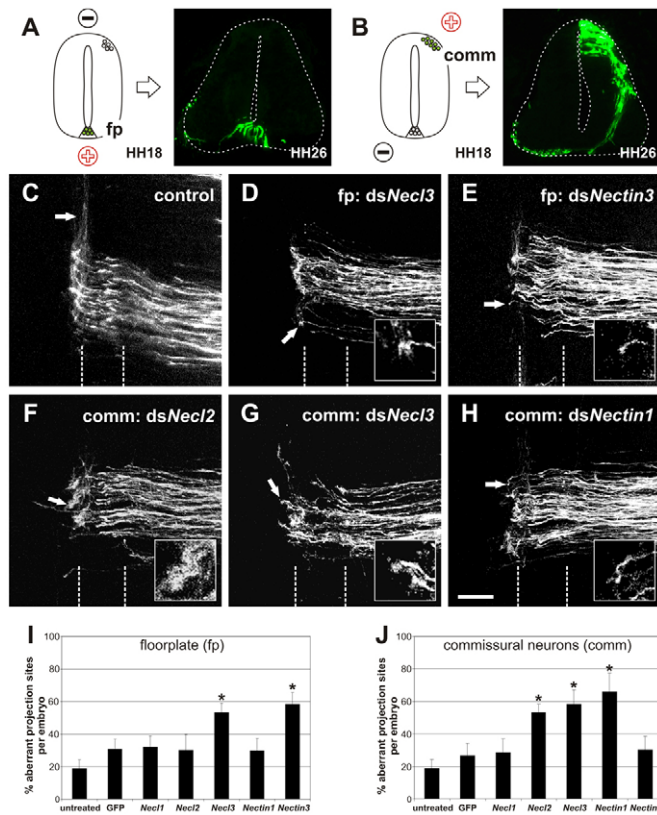 A
fp
HH18
HH26
B
comm
HH18
HH26
C control
D fp: dsNecl3
E fp: dsNectin3
F comm: dsNecl2
G comm: dsNecl3
H comm: dsNectin1
I
floorplate (fp)
% aberrant projection sites
per embryo
100
80
60
40
20
0
* *
untreated GFP Necl1 Necl2 Necl3 Nectin1 Nectin3
J
commissural neurons (comm)
% aberrant projection sites
per embryo
100
80
60
40
20
0
* * *
untreated GFP Necl1 Necl2 Necl3 Nectin1